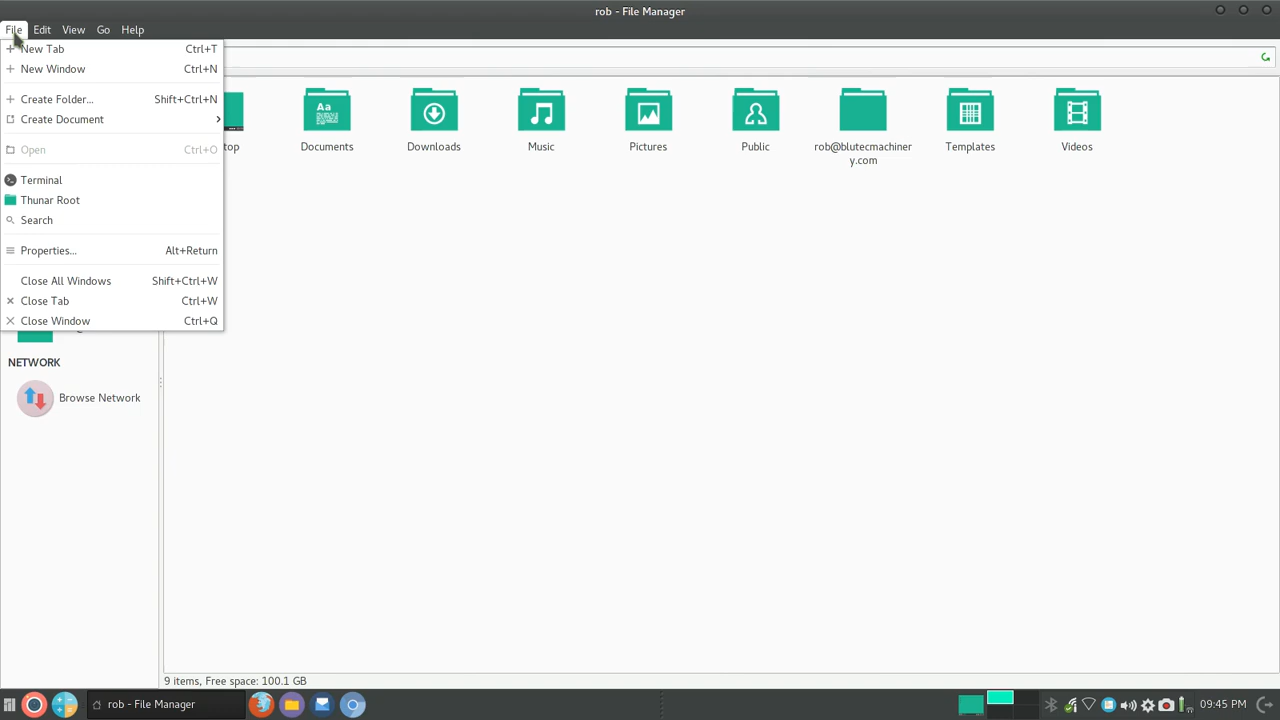 rob - File Manager
File Edit View Go Help
New Tab Ctrl+T
New Window Ctrl+N
Create Folder... Shift+Ctrl+N
Create Document
Open Ctrl+O
Terminal
Thunar Root
Search
Properties... Alt+Return
Close All Windows Shift+Ctrl+W
Close Tab Ctrl+W
Close Window Ctrl+Q
top Documents Downloads Music Pictures Public rob@blutecmachiner Templates Videos
y.com
Aa
NETWORK
Browse Network
9 items, Free space: 100.1 GB
rob - File Manager
09:45 PM